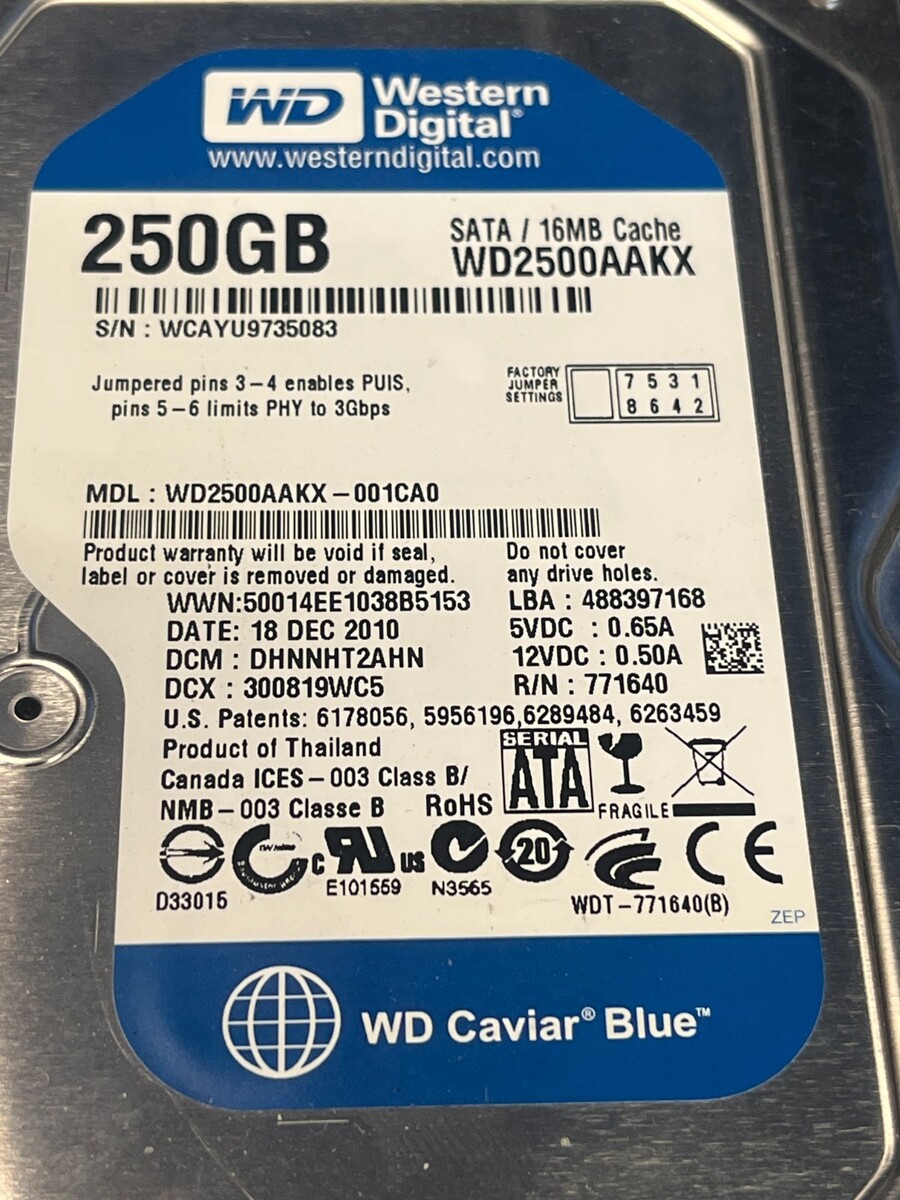 WD Western
Digital®
www.westerndigital.com
250GB
SATA / 16MB Cache
WD2500AAKX
S/N : WCAYU9735083
Jumpered pins 3-4 enables PUIS,
pins 5-6 limits PHY to 3Gbps
FACTORY
JUMPER
SETTINGS
7 5 3 1
8 6 4 2
MDL : WD2500AAKX-001CA0
Product warranty will be void if seal,
label or cover is removed or damaged.
Do not cover
any drive holes.
WWN:50014EE1038B5153
LBA : 488397168
DATE: 18 DEC 2010
5VDC : 0.65A
DCM : DHNNHT2AHN
12VDC : 0.50A
DCX : 300819WC5
R/N : 771640
U.S. Patents: 6178056, 5956196,6289484, 6263459
Product of Thailand
Canada ICES-003 Class B/
NMB-003 Classe B RoHS
SERIAL
ATA
FRAGILE
D33015
c US
E101559
N3565
20
CE
WDT-771640(B)
ZEP
WD Caviar® Blue™